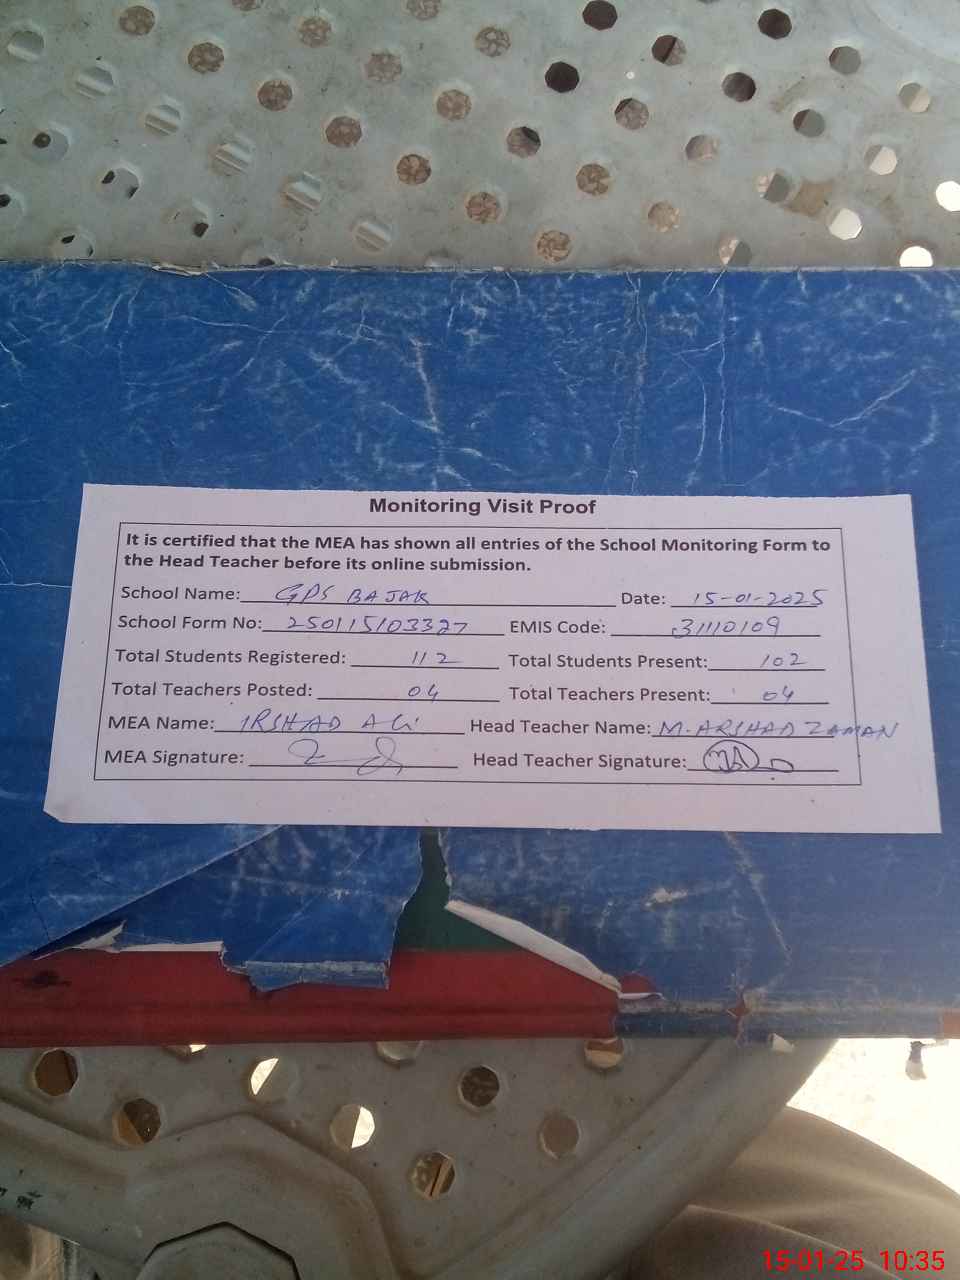 Monitoring Visit Proof
It is certified that the MEA has shown all entries of the School Monitoring Form to
the Head Teacher before its online submission.
School Name: GPS BAJAR Date: 15-01-2025
School Form No: 250115103327 EMIS Code: 31110109
Total Students Registered: 112 Total Students Present: 102
Total Teachers Posted: 04 Total Teachers Present: 04
MEA Name: IRSHAD ALI Head Teacher Name: M. ARSHAD ZAMAN
MEA Signature: Head Teacher Signature:
15-01-25 10:35